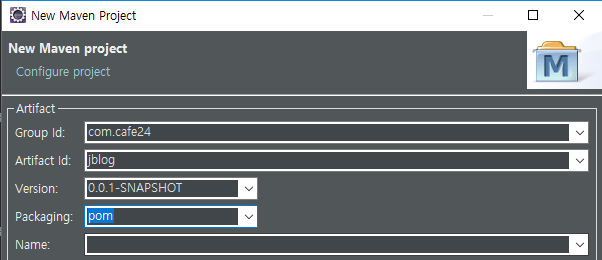 New Maven Project
New Maven project
Configure project
M
Artifact
Group Id: com.cafe24
Artifact Id: jblog
Version: 0.0.1-SNAPSHOT
Packaging: pom
Name: